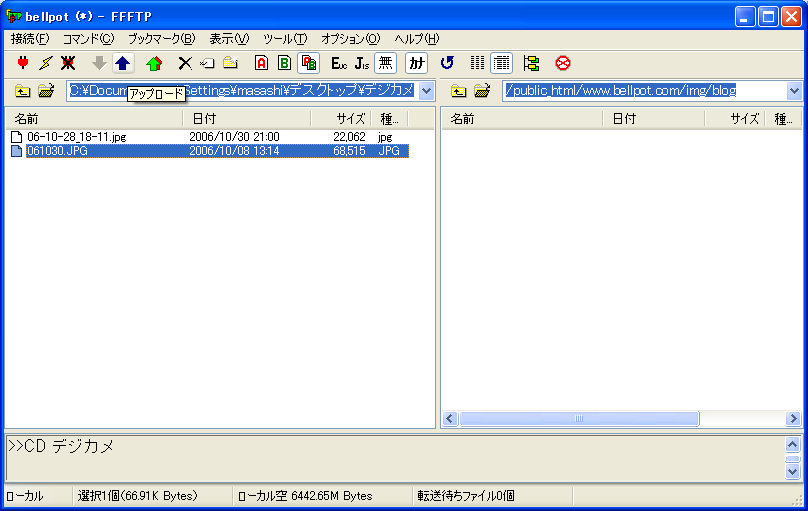 bellpot (*) - FFFTP
接続(F) コマンド(C) ブックマーク(B) 表示(V) ツール(T) オプション(O) ヘルプ(H)
A B A B EUC JIS 無 カナ
C:¥Docum Settings¥masashi¥デスクトップ¥デジカメ /public_html/www.bellpot.com/img/blog
アップロード
名前 日付 サイズ 種... 名前 日付 サイズ 種...
06-10-28_18-11.jpg 2006/10/30 21:00 22,062 jpg
061030.JPG 2006/10/08 13:14 68,515 JPG
>>CD デジカメ
ローカル 選択1個(66.91K Bytes) ローカル空 6442.65M Bytes 転送待ちファイル0個